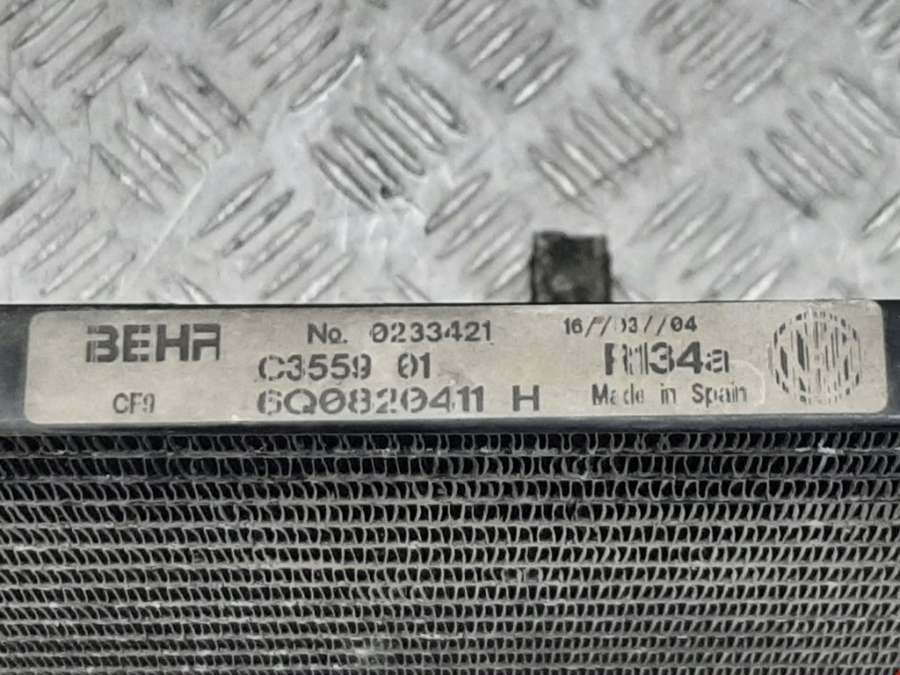 BEHR
No. 0233421
16//03//04
C3559 01
R134a
CF9
6Q0820411 H
Made in Spain